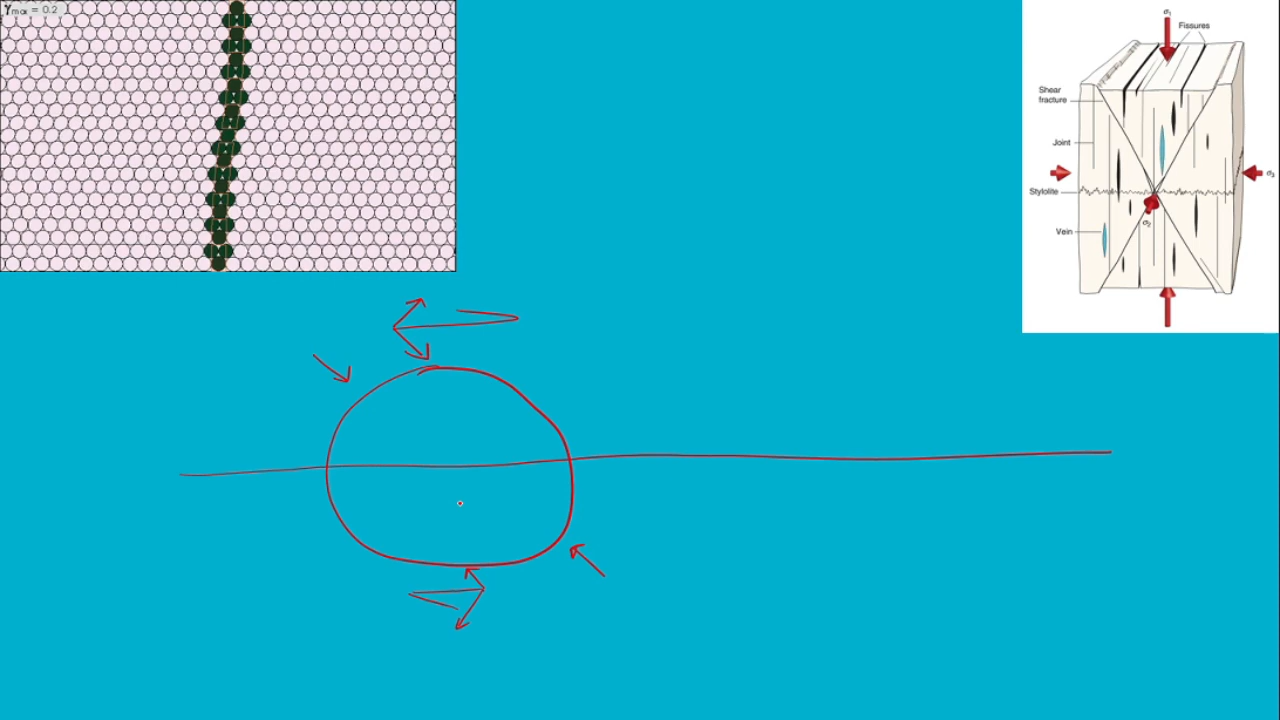 γmax = 0.2
σ₁
Fissures
Shear
fracture
Joint
σ₃
Stylolite
σ₂
Vein